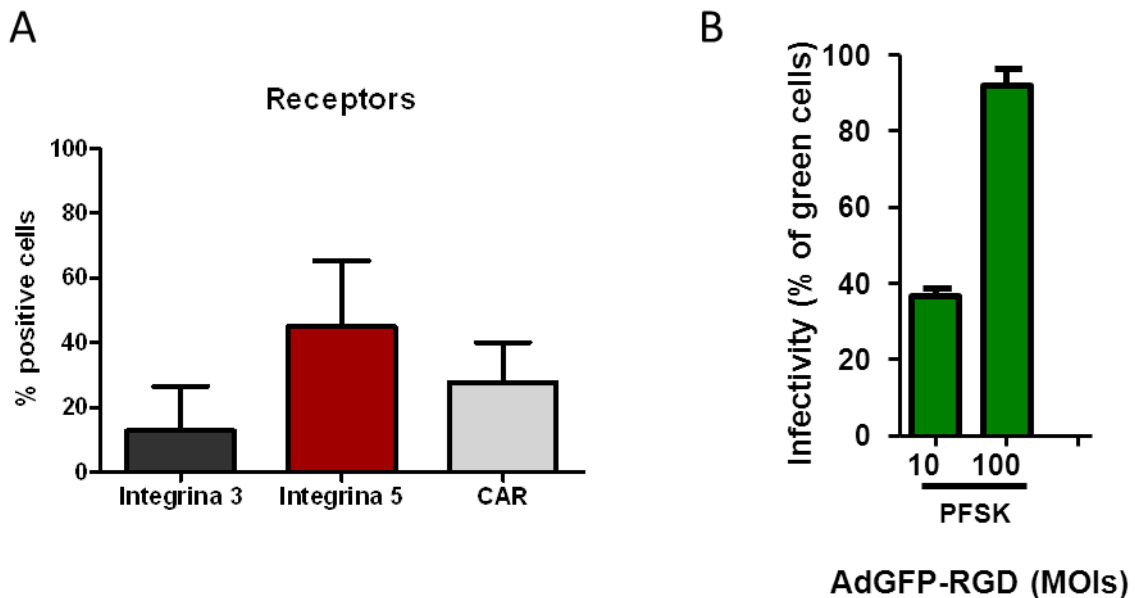 A
Receptors
% positive cells
100
80
60
40
20
0
Integrina 3
Integrina 5
CAR
B
Infectivity (% of green cells)
100
80
60
40
20
0
10
100
PFSK
AdGFP-RGD (MOIs)